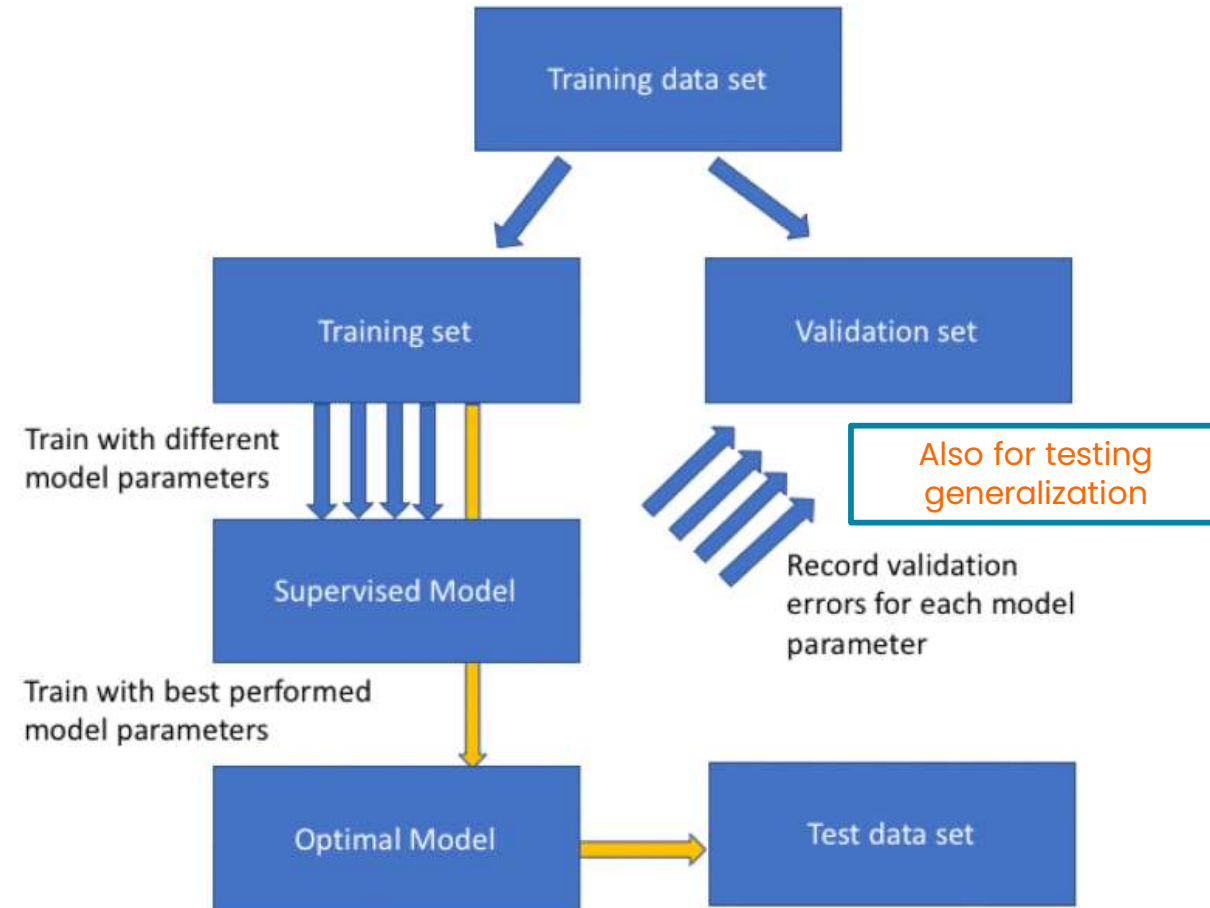 Training data set
Training set
Validation set
Train with different
model parameters
Also for testing
generalization
Supervised Model
Record validation
errors for each model
parameter
Train with best performed
model parameters
Optimal Model
Test data set